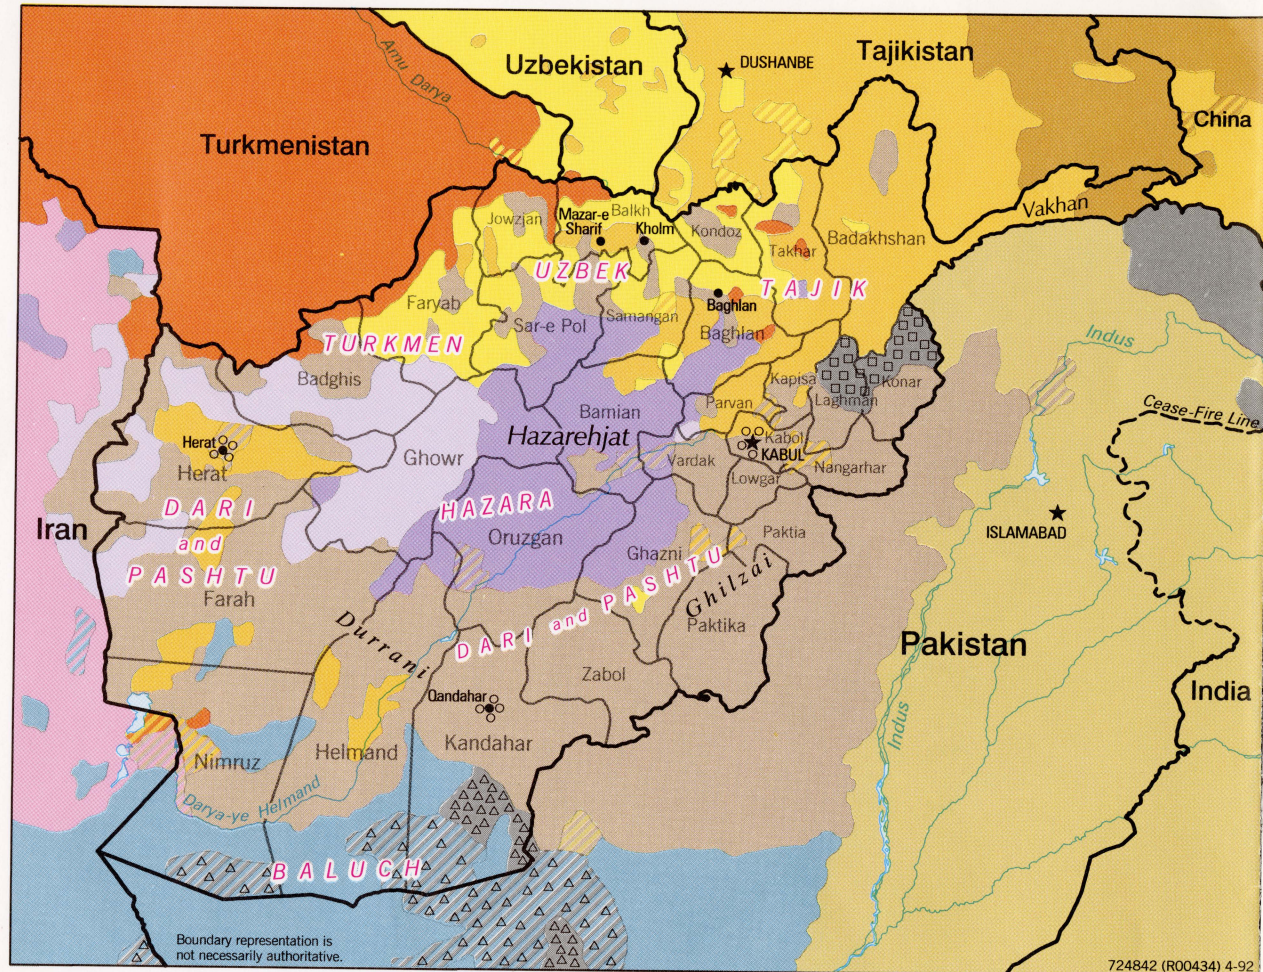 Uzbekistan
Tajikistan
DUSHANBE
Amu Darya
China
Turkmenistan
Vakhan
Jowzjan
Mazar-e
Sharif
Balkh
Kholm
Kondoz
Takhar
Badakhshan
UZBEK
TAJIK
Faryab
Baghlan
Sar-e Pol
Samangan
Baghlan
TURKMEN
Indus
Badghis
Kapisa
Konar
Laghman
Parvan
Bamian
Cease-Fire Line
Hazarehjat
Herat
Kabol
KABUL
Ghowr
Vardak
Nangarhar
Herat
Lowgar
DARI
and
PASHTU
HAZARA
Iran
Oruzgan
Paktia
ISLAMABAD
Ghazni
Farah
DARI and PASHTU
Ghilzai
Durrani
Paktika
Pakistan
Zabol
India
Qandahar
Indus
Kandahar
Helmand
Nimruz
Darya-ye Helmand
BALUCH
Boundary representation is
not necessarily authoritative.
724842 (R00434) 4-92